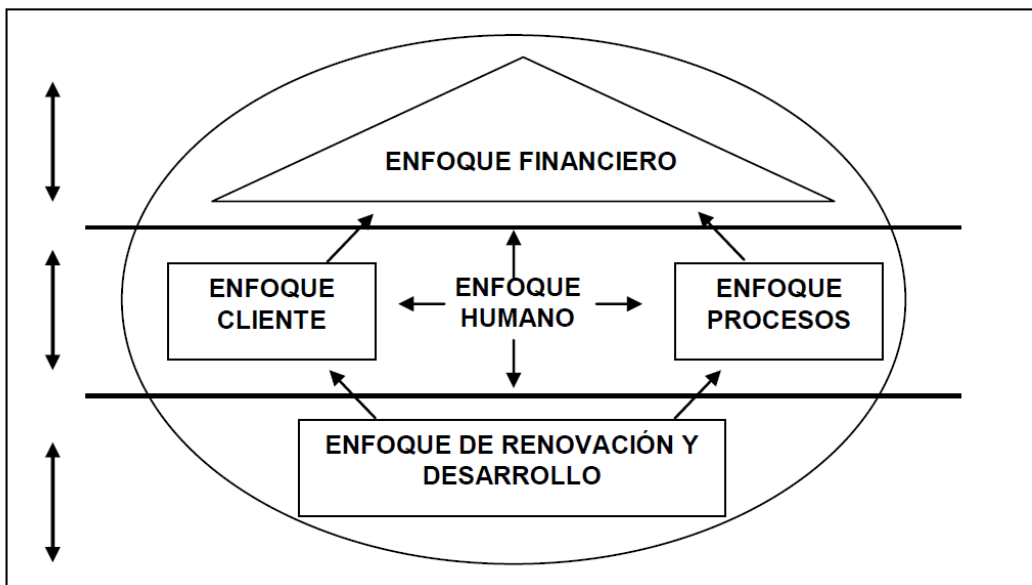 ENFOQUE FINANCIERO
ENFOQUE
CLIENTE
ENFOQUE
HUMANO
ENFOQUE
PROCESOS
ENFOQUE DE RENOVACIÓN Y
DESARROLLO